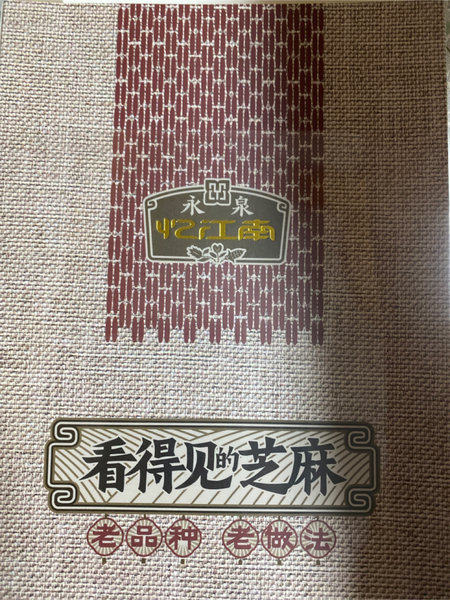 永泉
忆江南
看得见的芝麻
老品种 老做法